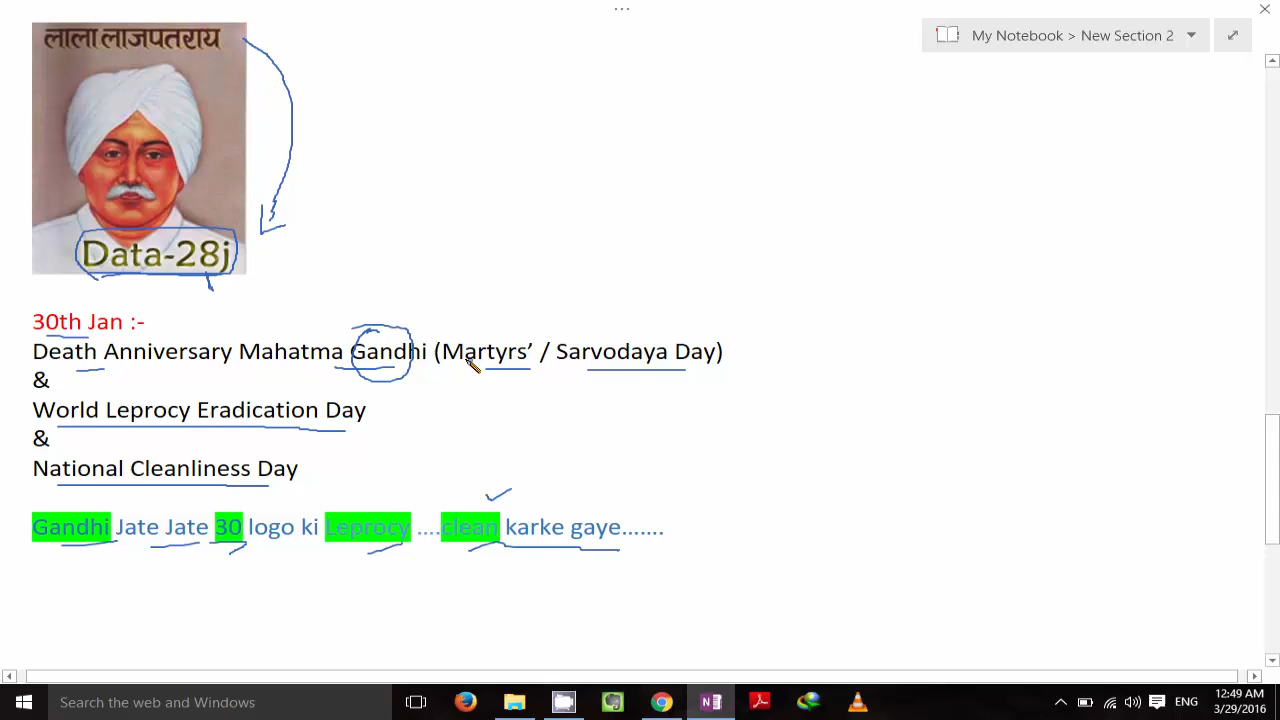 My Notebook > New Section 2
लाला लाजपतराय
Data-28j
30th Jan :-
Death Anniversary Mahatma Gandhi (Martyrs’ / Sarvodaya Day)
&
World Leprocy Eradication Day
&
National Cleanliness Day
Gandhi Jate Jate 30 logo ki Leprocy ....clean karke gaye.......
Search the web and Windows
ENG
12:49 AM
3/29/2016